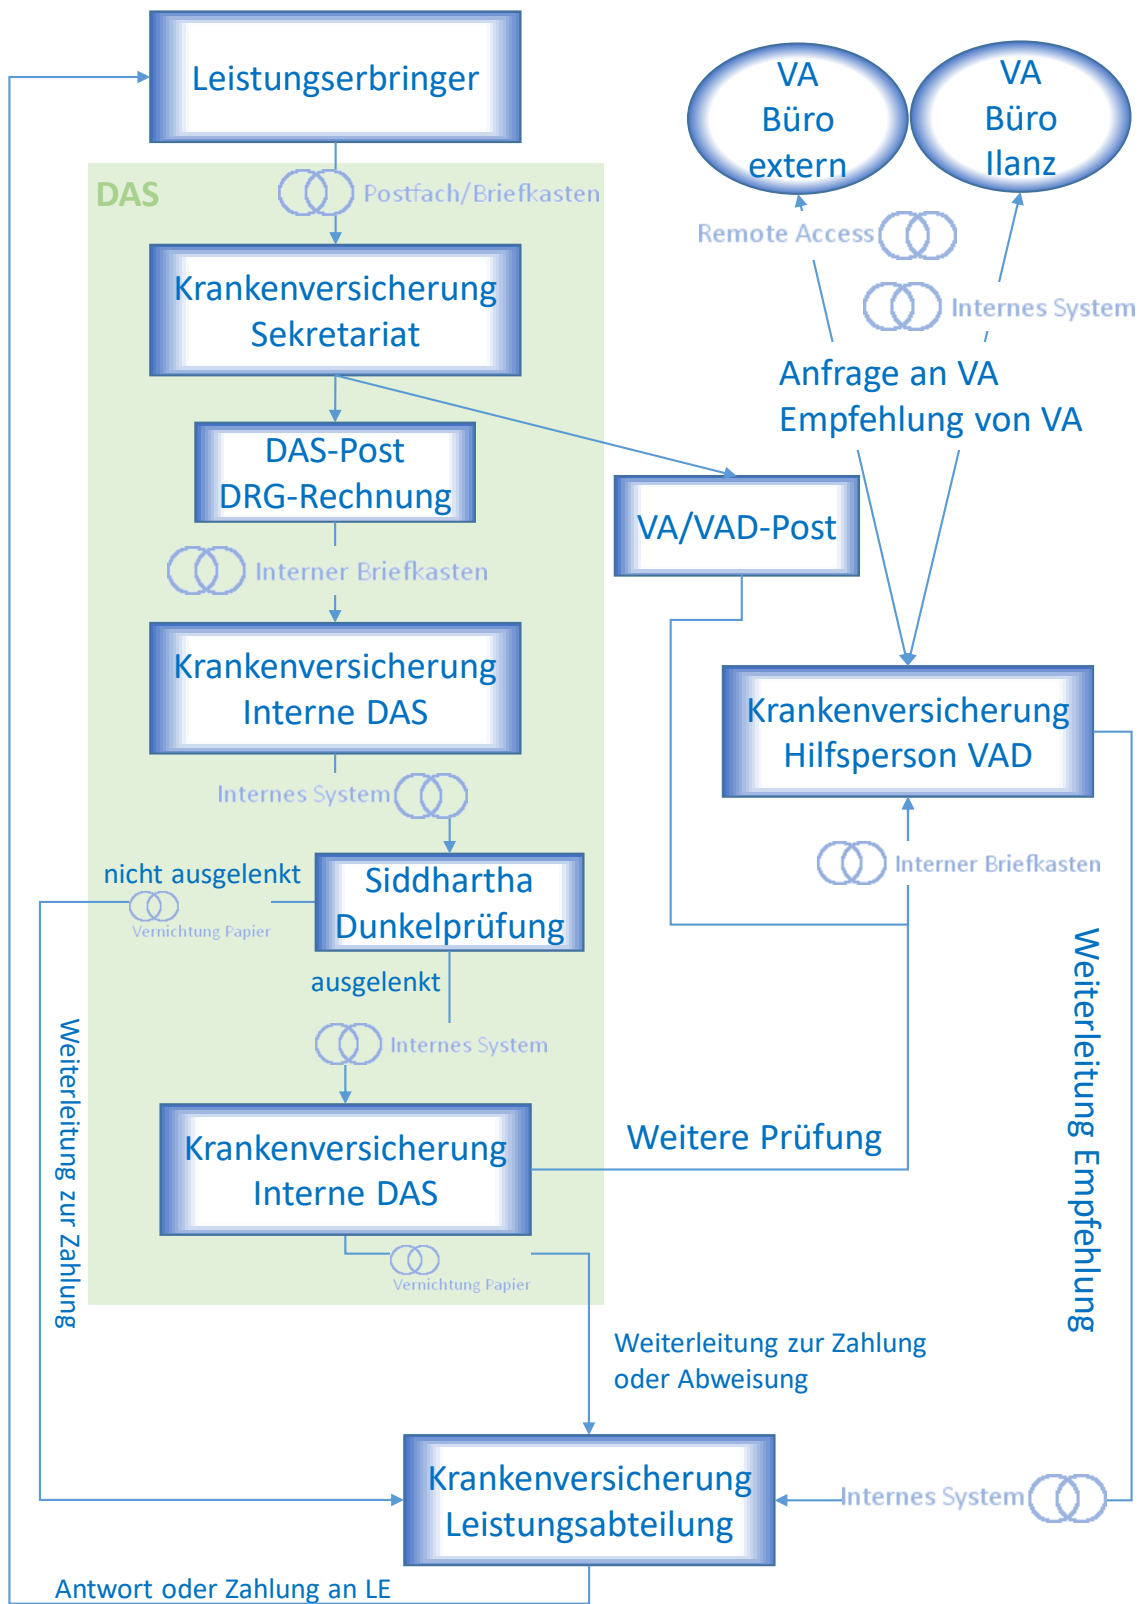 Leistungserbringer
VA
Büro
extern
VA
Büro
Ilanz
DAS
Postfach/Briefkasten
Remote Access
Krankenversicherung
Sekretariat
Internes System
Anfrage an VA
Empfehlung von VA
DAS-Post
DRG-Rechnung
VA/VAD-Post
Interner Briefkasten
Krankenversicherung
Interne DAS
Krankenversicherung
Hilfsperson VAD
Internes System
Interner Briefkasten
nicht ausgelenkt
Vernichtung Papier
Siddhartha
Dunkelprüfung
ausgelenkt
Internes System
Weiterleitung zur Zahlung
Weiterleitung Empfehlung
Krankenversicherung
Interne DAS
Weitere Prüfung
Vernichtung Papier
Weiterleitung zur Zahlung
oder Abweisung
Krankenversicherung
Leistungsabteilung
Internes System
Antwort oder Zahlung an LE